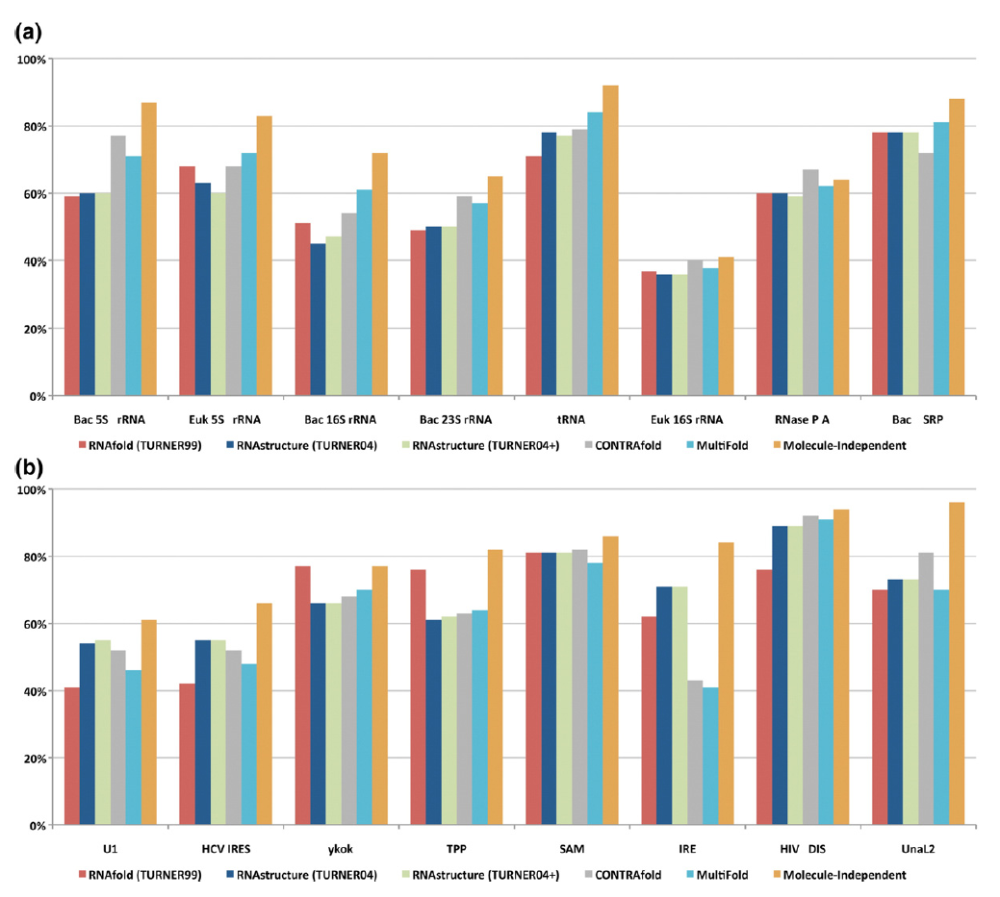 (a)
100%
80%
60%
40%
20%
0%
Bac 5S rRNA Euk 5S rRNA Bac 16S rRNA Bac 23S rRNA tRNA Euk 16S rRNA RNase P A Bac SRP
RNAfold (TURNER99) RNAstructure (TURNER04) RNAstructure (TURNER04+) CONTRAfold MultiFold Molecule-Independent
(b)
100%
80%
60%
40%
20%
0%
U1 HCV IRES ykok TPP SAM IRE HIV DIS UnaL2
RNAfold (TURNER99) RNAstructure (TURNER04) RNAstructure (TURNER04+) CONTRAfold MultiFold Molecule-Independent